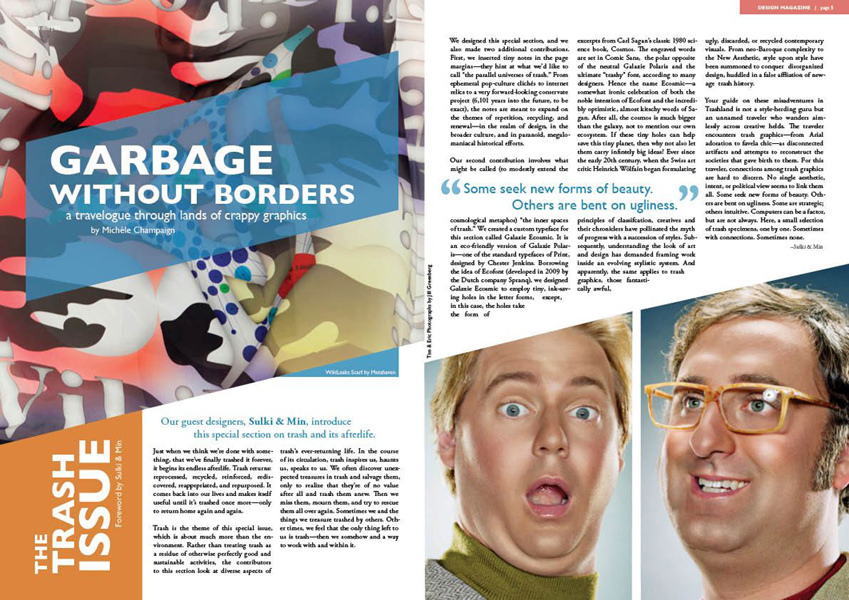 DESIGN MAGAZINE | page 5
GARBAGE
WITHOUT BORDERS
a travelogue through lands of crappy graphics
by Michèle Champaign
WikiLeaks Scarf by Metahaven
THE
TRASH
ISSUE
Foreword by Sulki & Min
Our guest designers, Sulki & Min, introduce
this special section on trash and its afterlife.
Just when we think we're done with some-
thing, that we've finally trashed it forever,
it begins its endless afterlife. Trash returns:
reprocessed, recycled, reinforced, redis-
covered, reappropriated, and repurposed. It
comes back into our lives and makes itself
useful until it's trashed once more—only
to return home again and again.
Trash is the theme of this special issue,
which is about much more than the en-
vironment. Rather than treating trash as
a residue of otherwise perfectly good and
sustainable activities, the contributors
to this section look at diverse aspects of
trash's ever-returning life. In the course
of its circulation, trash inspires us, haunts
us, speaks to us. We often discover unex-
pected treasures in trash and salvage them,
only to realize that they're of no value
after all and trash them anew. Then we
miss them, mourn them, and try to rescue
them all over again. Sometimes we and the
things we treasure trashed by others. Oth-
er times, we feel that the only thing left to
us is trash—then we somehow and a way
to work with and within it.
We designed this special section, and we
also made two additional contributions.
First, we inserted tiny notes in the page
margins—they hint at what we'd like to
call "the parallel universes of trash." From
ephemeral pop-culture clichés to internet
relics to a very forward-looking conservate
project (6,101 years into the future, to be
exact), the notes are meant to expand on
the themes of repetition, recycling, and
renewal—in the realm of design, in the
broader culture, and in paranoid, megalo-
maniacal historical efforts.
Our second contribution involves what
might be called (to modestly extend the
cosmological metaphor) "the inner spaces
of trash." We created a custom typeface for
this section called Galaxie Ecosmic. It is
an eco-friendly version of Galaxie Polar-
is—one of the standard typefaces of Print,
designed by Chester Jenkins. Borrowing
the idea of Ecofont (developed in 2009 by
the Dutch company Spranq), we designed
Galaxie Ecosmic to employ tiny, ink-sav-
ing holes in the letter forms, except,
in this case, the holes take
the form of
excerpts from Carl Sagan's classic 1980 sci-
ence book, Cosmos. The engraved words
are set in Comic Sans, the polar opposite
of the neutral Galaxie Polaris and the
ultimate "trashy" font, according to many
designers. Hence the name Ecosmic—a
somewhat ironic celebration of both the
noble intention of Ecofont and the incredi-
bly optimistic, almost kitschy words of Sa-
gan. After all, the cosmos is much bigger
than the galaxy, not to mention our own
ecosystem. If these tiny holes can help
save this tiny planet, then why not also let
them carry infinitely big ideas? Ever since
the early 20th century, when the Swiss art
critic Heinrich Wölfain began formulating
“Some seek new forms of beauty.
Others are bent on ugliness.”
principles of classifcation, creatives and
their chroniclers have pollinated the myth
of progress with a succession of styles. Sub-
sequently, understanding the look of art
and design has demanded framing work
inside an evolving stylistic system. And
apparently, the same applies to trash
graphics, those fantasti-
cally awful,
ugly, discarded, or recycled contemporary
visuals. From neo-Baroque complexity to
the New Aesthetic, style upon style have
been summoned to conquer disorganized
design, huddled in a falst affliation of new-
age trash history.
Your guide on these misadventures in
Trashland is not a style-herding guru but
an unnamed traveler who wanders aim-
lessly across creative felds. The traveler
encounters trash graphics—from Arial
adoration to favela chic—as disconnected
artifacts and attempts to reconstruct the
societies that gave birth to them. For this
traveler, connections among trash graphics
are hard to discern. No single aesthetic,
intent, or political view seems to link them
all. Some seek new forms of beauty. Oth-
ers are bent on ugliness. Some are strategic;
others intuitive. Computers can be a factor,
but are not always. Here, a small selection
of trash specimens, one by one. Sometimes
with connections. Sometimes none.
–Sulki & Min
Tim & Eric Photographs by Jill Greenberg